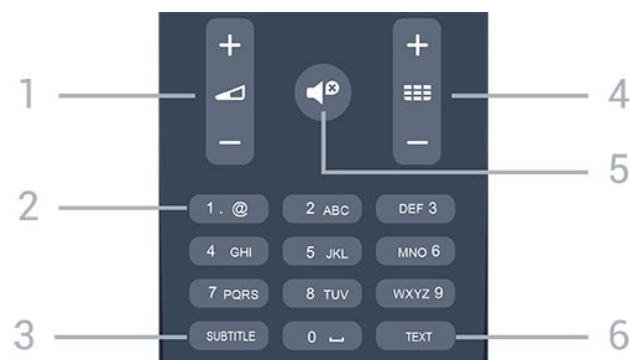 1
4
5
2
1 . @ 2 ABC DEF 3
4 GHI 5 JKL MNO 6
7 PQRS 8 TUV WXYZ 9
3
SUBTITLE 0 TEXT
6